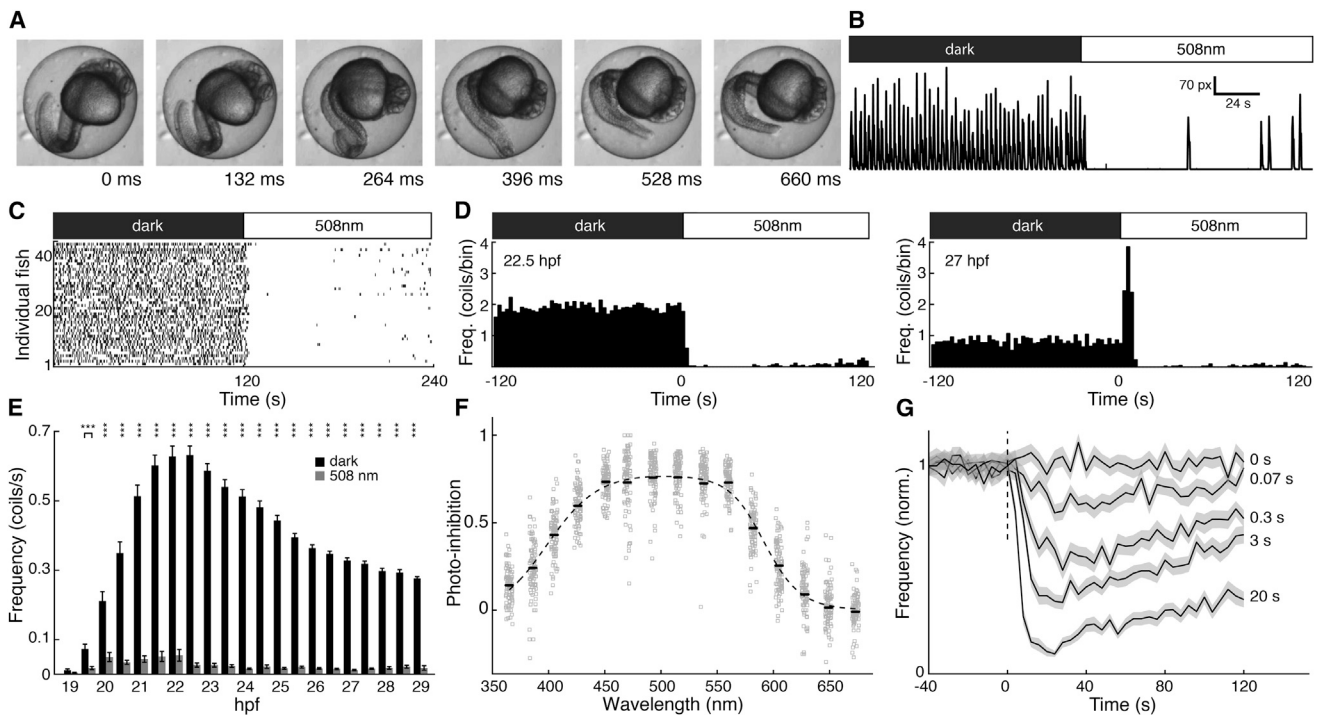 A
0 ms 132 ms 264 ms 396 ms 528 ms 660 ms
B
dark 508nm
70 px
24 s
C
dark 508nm
Individual fish
40
20
1
120 240
Time (s)
D
dark 508nm
Freq. (coils/bin)
4
3
2
1
22.5 hpf
-120 0 120
Time (s)
dark 508nm
Freq. (coils/bin)
4
3
2
1
27 hpf
-120 0 120
Time (s)
E
Frequency (coils/s)
0.7
0.5
0.3
0.1
0
*** *** *** *** *** *** *** *** *** *** *** *** *** *** *** *** *** *** *** ***
dark
508 nm
19 20 21 22 23 24 25 26 27 28 29
hpf
F
Photo-inhibition
1
0.5
0
350 400 450 500 550 600 650
Wavelength (nm)
G
Frequency (norm.)
1
0
0 s
0.07 s
0.3 s
3 s
20 s
-40 0 40 80 120
Time (s)